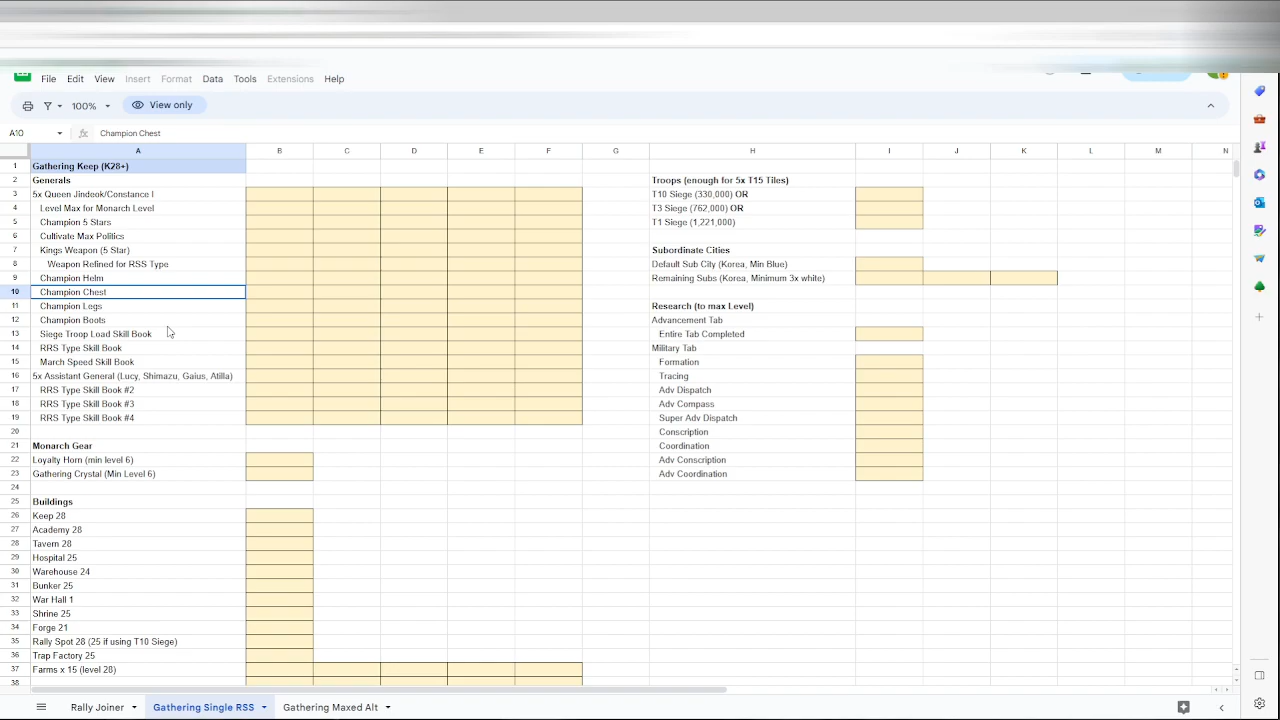 File Edit View Insert Format Data Tools Extensions Help
100% View only
A10 fx Champion Chest
A B C D E F G H I J K L M N
1 Gathering Keep (K28+)
2 Generals Troops (enough for 5x T15 Tiles)
3 5x Queen Jindeok/Constance I T10 Siege (330,000) OR
4 Level Max for Monarch Level T3 Siege (762,000) OR
5 Champion 5 Stars T1 Siege (1,221,000)
6 Cultivate Max Politics
7 Kings Weapon (5 Star) Subordinate Cities
8 Weapon Refined for RSS Type Default Sub City (Korea, Min Blue)
9 Champion Helm Remaining Subs (Korea, Minimum 3x white)
10 Champion Chest
11 Champion Legs Research (to max Level)
12 Champion Boots Advancement Tab
13 Siege Troop Load Skill Book Entire Tab Completed
14 RRS Type Skill Book Military Tab
15 March Speed Skill Book Formation
16 5x Assistant General (Lucy, Shimazu, Gaius, Atilla) Tracing
17 RRS Type Skill Book #2 Adv Dispatch
18 RRS Type Skill Book #3 Adv Compass
19 RRS Type Skill Book #4 Super Adv Dispatch
20 Conscription
21 Monarch Gear Coordination
22 Loyalty Horn (min level 6) Adv Conscription
23 Gathering Crystal (Min Level 6) Adv Coordination
24
25 Buildings
26 Keep 28
27 Academy 28
28 Tavern 28
29 Hospital 25
30 Warehouse 24
31 Bunker 25
32 War Hall 1
33 Shrine 25
34 Forge 21
35 Rally Spot 28 (25 if using T10 Siege)
36 Trap Factory 25
37 Farms x 15 (level 28)
38
Rally Joiner Gathering Single RSS Gathering Maxed Alt